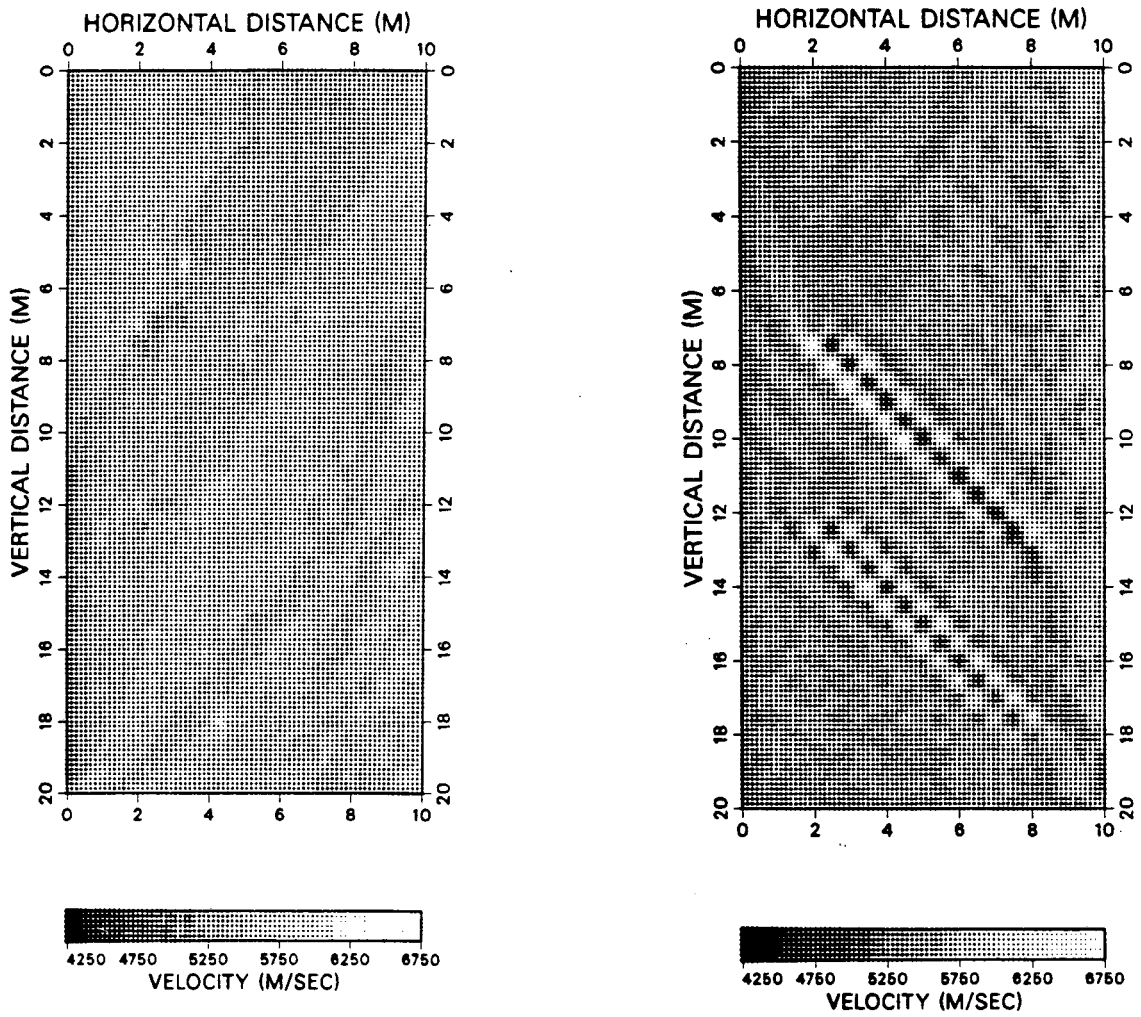 HORIZONTAL DISTANCE (M)
0 2 4 6 8 10
VERTICAL DISTANCE (M)
0 0
2 2
4 4
6 6
8 8
10 10
12 12
14 14
16 16
18 18
20 20
0 2 4 6 8 10
4250 4750 5250 5750 6250 6750
VELOCITY (M/SEC)
HORIZONTAL DISTANCE (M)
0 2 4 6 8 10
VERTICAL DISTANCE (M)
0 0
2 2
4 4
6 6
8 8
10 10
12 12
14 14
16 16
18 18
20 20
0 2 4 6 8 10
4250 4750 5250 5750 6250 6750
VELOCITY (M/SEC)